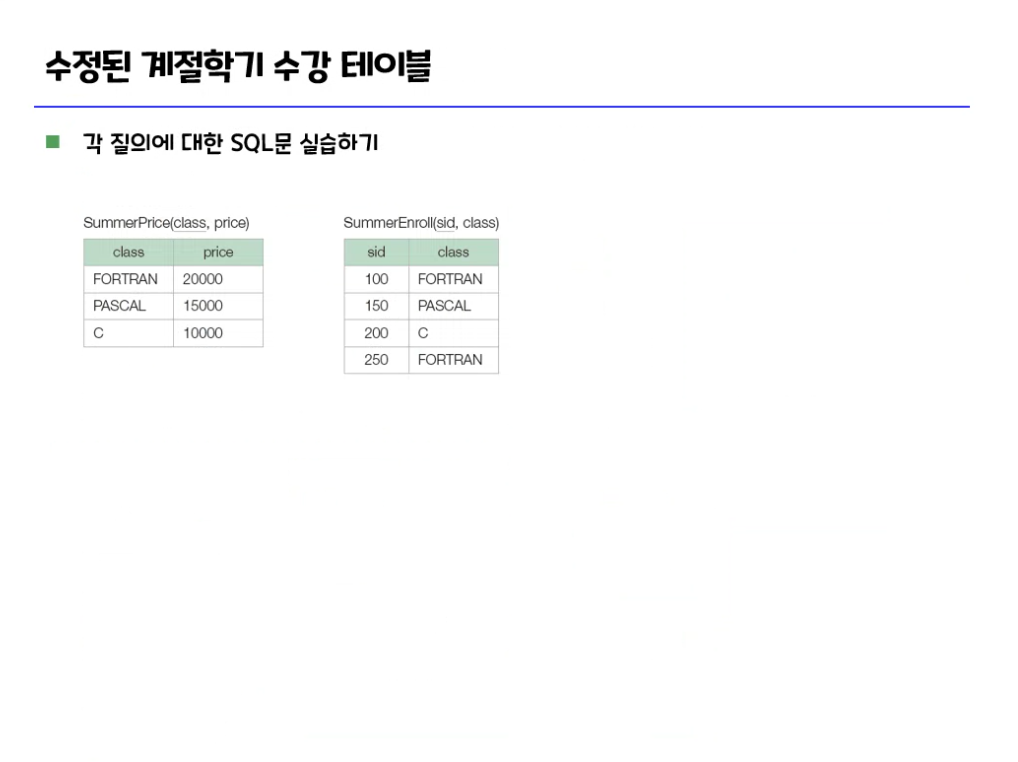 수정된 계절학기 수강 테이블
각 질의에 대한 SQL문 실습하기
SummerPrice(class, price)
class price
FORTRAN 20000
PASCAL 15000
C 10000
SummerEnroll(sid, class)
sid class
100 FORTRAN
150 PASCAL
200 C
250 FORTRAN